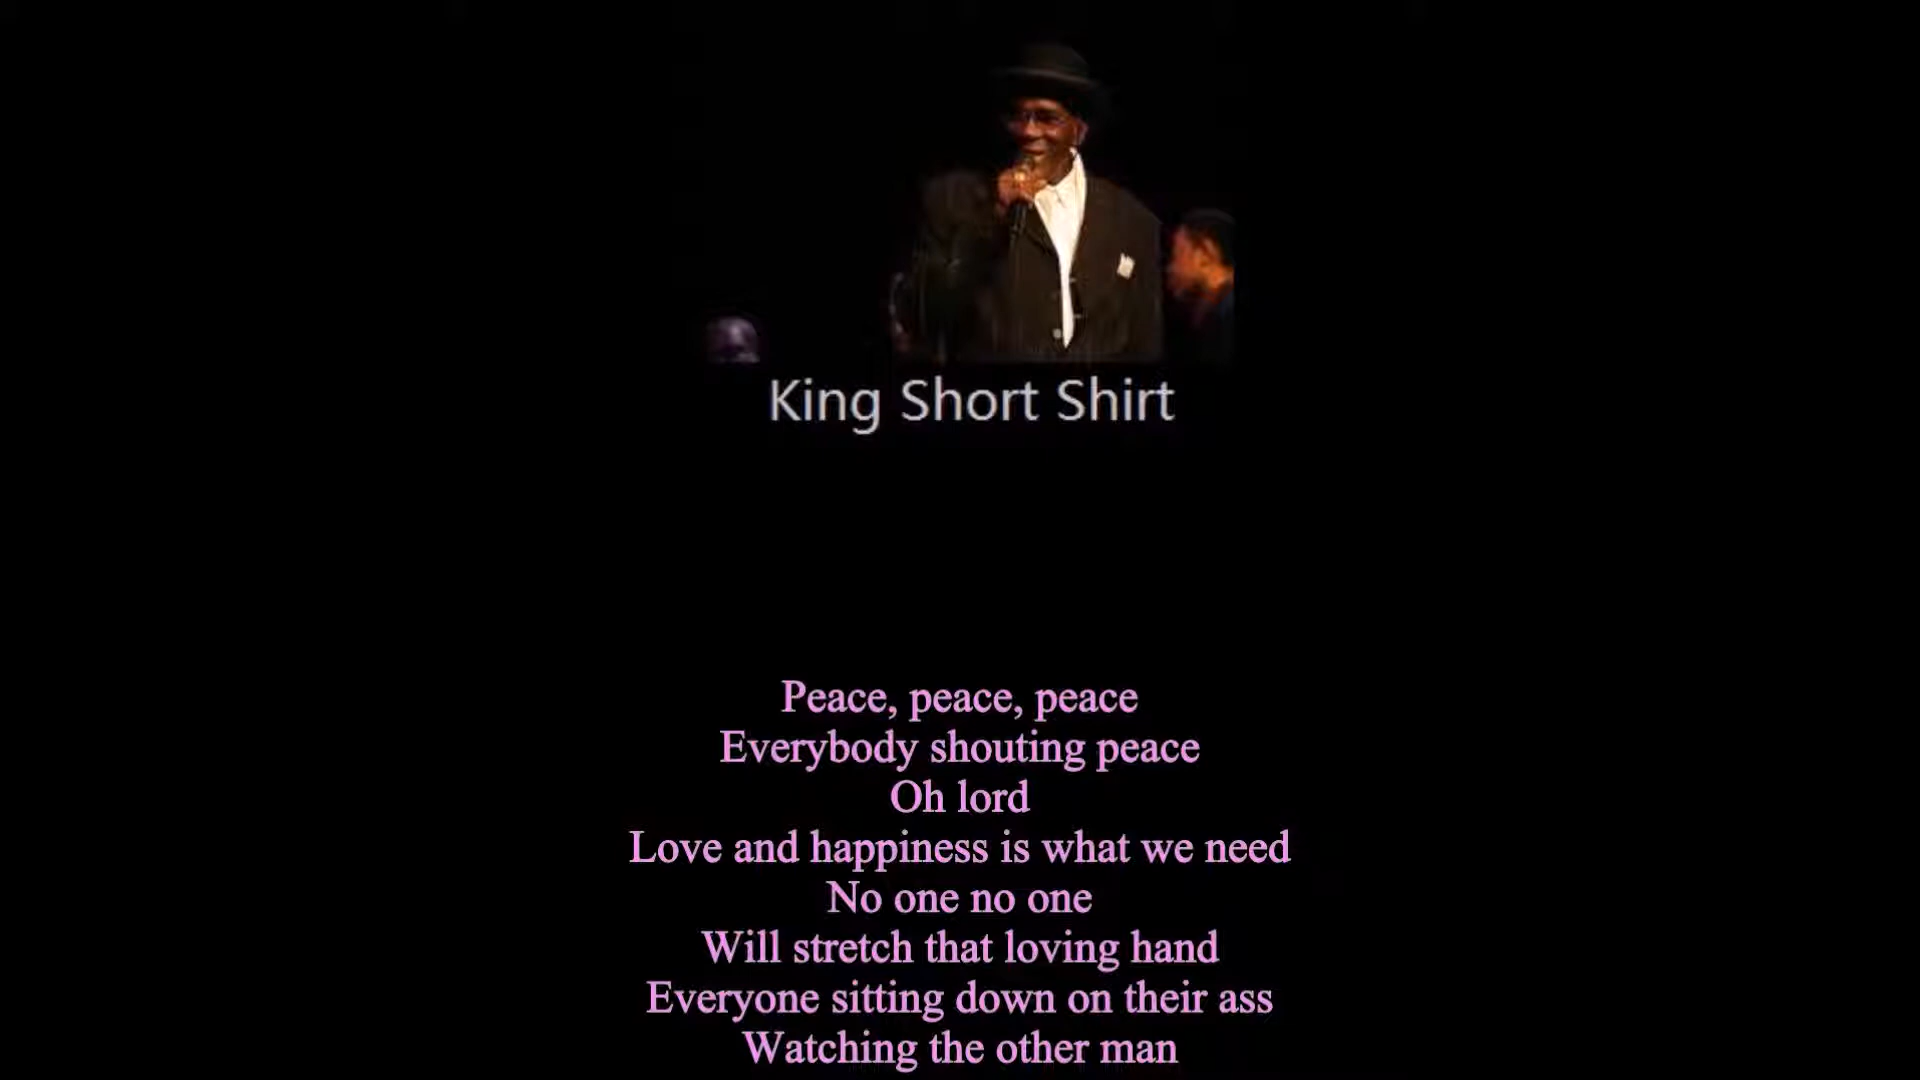 King Short Shirt
Peace, peace, peace
Everybody shouting peace
Oh lord
Love and happiness is what we need
No one no one
Will stretch that loving hand
Everyone sitting down on their ass
Watching the other man